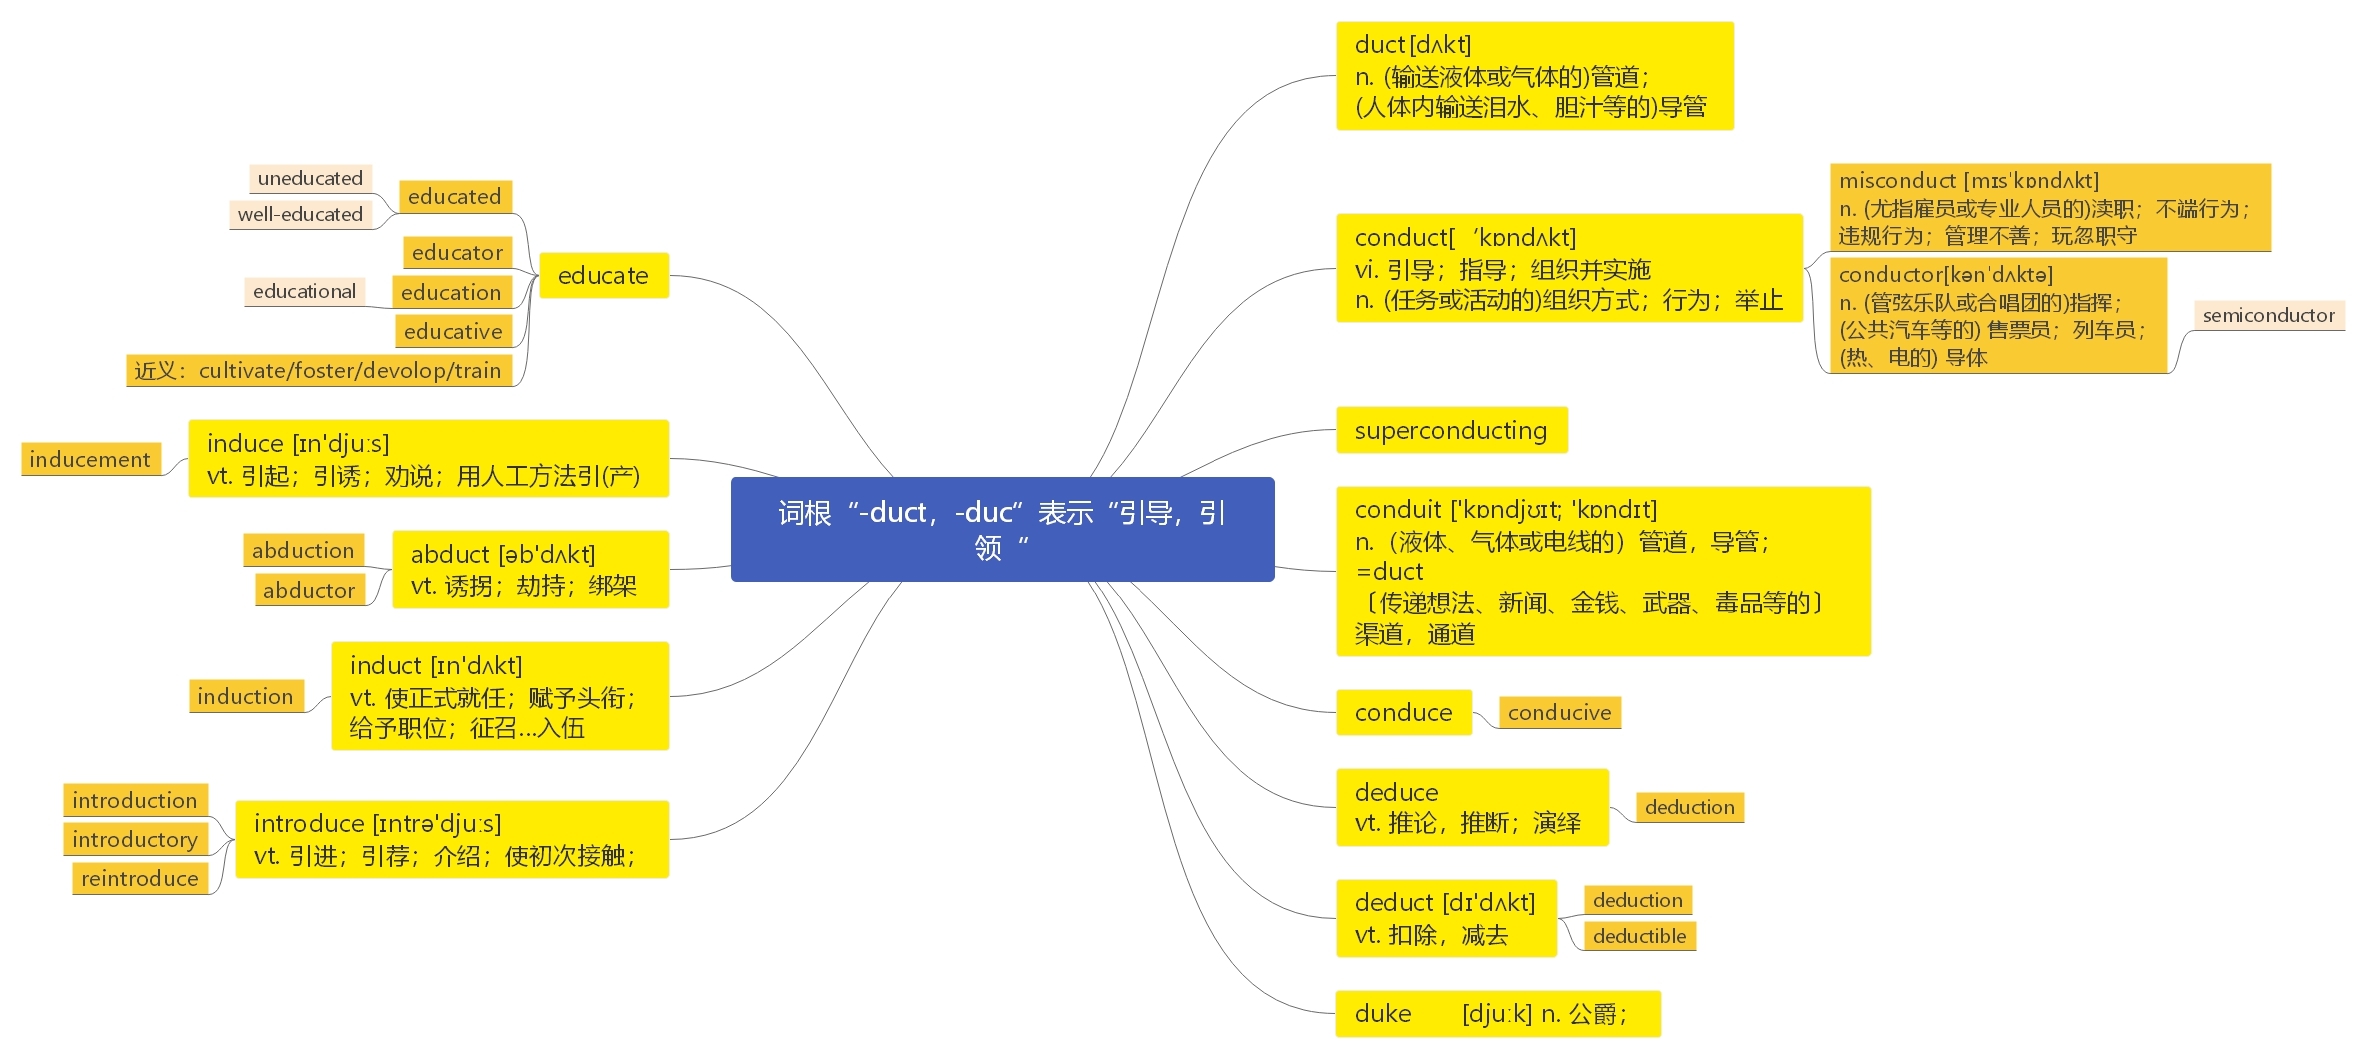 词根“-duct，-duc”表示“引导，引
领“
duct[dʌkt]
n. (输送液体或气体的)管道；
(人体内输送泪水、胆汁等的)导管
conduct[ ′kɒndʌkt]
vi. 引导；指导；组织并实施
n. (任务或活动的)组织方式；行为；举止
misconduct [mɪsˈkɒndʌkt]
n. (尤指雇员或专业人员的)渎职；不端行为；
违规行为；管理不善；玩忽职守
conductor[kənˈdʌktə]
n. (管弦乐队或合唱团的)指挥；
(公共汽车等的) 售票员；列车员；
(热、电的) 导体
semiconductor
superconducting
conduit ['kɒndjʊɪt; 'kɒndɪt]
n.（液体、气体或电线的）管道，导管；
=duct
〔传递想法、新闻、金钱、武器、毒品等的〕
渠道，通道
conduce
conducive
deduce
vt. 推论，推断；演绎
deduction
deduct [dɪ'dʌkt]
vt. 扣除，减去
deduction
deductible
duke [dju:k] n. 公爵；
educate
educated
uneducated
well-educated
educator
education
educational
educative
近义：cultivate/foster/devolop/train
induce [ɪn'dju:s]
vt. 引起；引诱；劝说；用人工方法引(产)
inducement
abduct [əb'dʌkt]
vt. 诱拐；劫持；绑架
abduction
abductor
induct [ɪn'dʌkt]
vt. 使正式就任；赋予头衔；
给予职位；征召...入伍
induction
introduce [ɪntrə'dju:s]
vt. 引进；引荐；介绍；使初次接触；
introduction
introductory
reintroduce